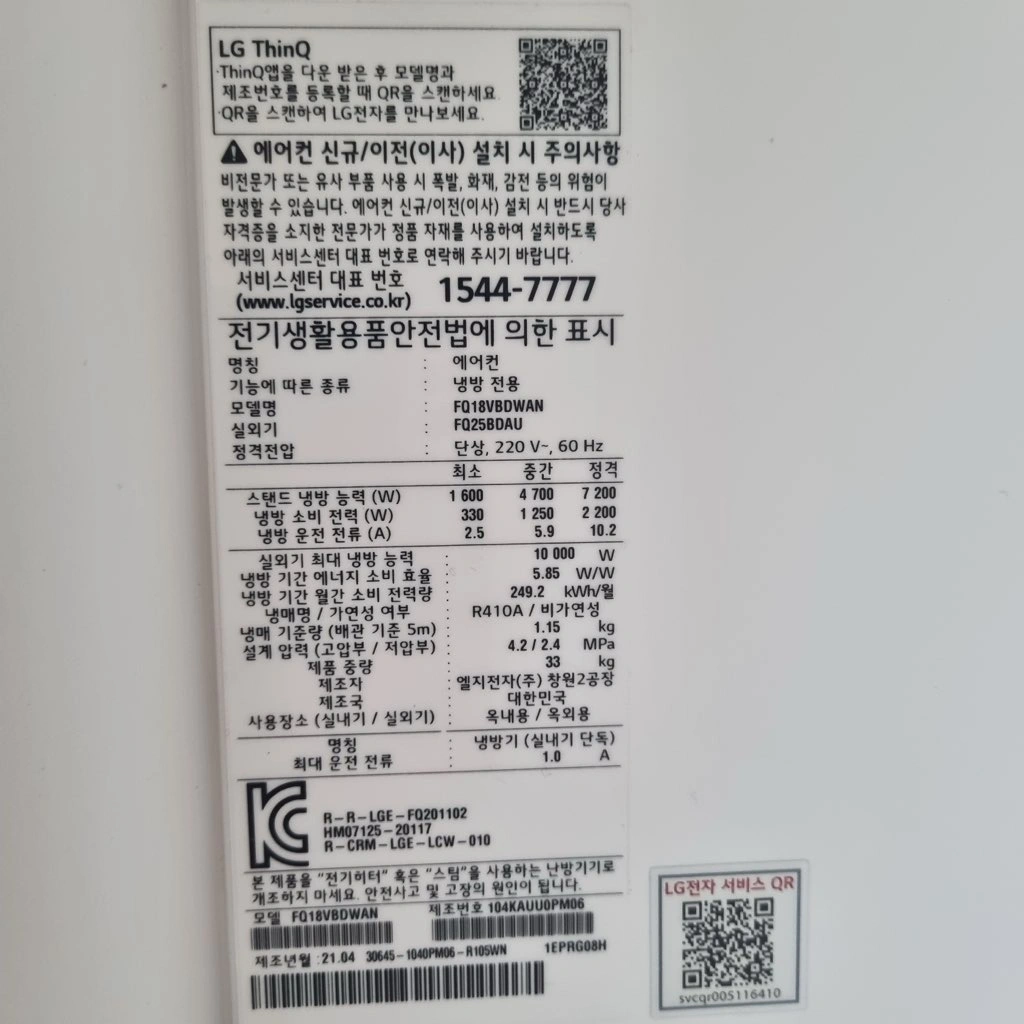 LG ThinQ
·ThinQ앱을 다운 받은 후 모델명과
제조번호를 등록할 때 QR을 스캔하세요.
·QR을 스캔하여 LG전자를 만나보세요.
에어컨 신규/이전(이사) 설치 시 주의사항
비전문가 또는 유사 부품 사용 시 폭발, 화재, 감전 등의 위험이
발생할 수 있습니다. 에어컨 신규/이전(이사) 설치 시 반드시 당사
자격증을 소지한 전문가가 정품 자재를 사용하여 설치하도록
아래의 서비스센터 대표 번호로 연락해 주시기 바랍니다.
서비스센터 대표 번호
(www.lgservice.co.kr) 1544-7777
전기생활용품안전법에 의한 표시
명칭 : 에어컨
기능에 따른 종류 : 냉방 전용
모델명 : FQ18VBDWAN
실외기 : FQ25BDAU
정격전압 : 단상, 220 V~, 60 Hz
최소 중간 정격
스탠드 냉방 능력 (W) 1 600 4 700 7 200
냉방 소비 전력 (W) 330 1 250 2 200
냉방 운전 전류 (A) 2.5 5.9 10.2
실외기 최대 냉방 능력 : 10 000 W
냉방 기간 에너지 소비 효율 : 5.85 W/W
냉방 기간 월간 소비 전력량 : 249.2 kWh/월
냉매명 / 가연성 여부 : R410A / 비가연성
냉매 기준량 (배관 기준 5m) : 1.15 kg
설계 압력 (고압부 / 저압부) : 4.2 / 2.4 MPa
제품 중량 : 33 kg
제조자 : 엘지전자(주) 창원2공장
제조국 : 대한민국
사용장소 (실내기 / 실외기) : 옥내용 / 옥외용
명칭 : 냉방기 (실내기 단독)
최대 운전 전류 : 1.0 A
R-R-LGE-FQ201102
HM07125-20117
R-CRM-LGE-LCW-010
본 제품을 "전기히터" 혹은 "스팀"을 사용하는 난방기기로
개조하지 마세요. 안전사고 및 고장의 원인이 됩니다.
모델 FQ18VBDWAN 제조번호 104KAUU0PM06
제조년월 : 21.04 30645-1040PM06-R105WN 1EPRG08H
LG전자 서비스 QR
svcqr005116410